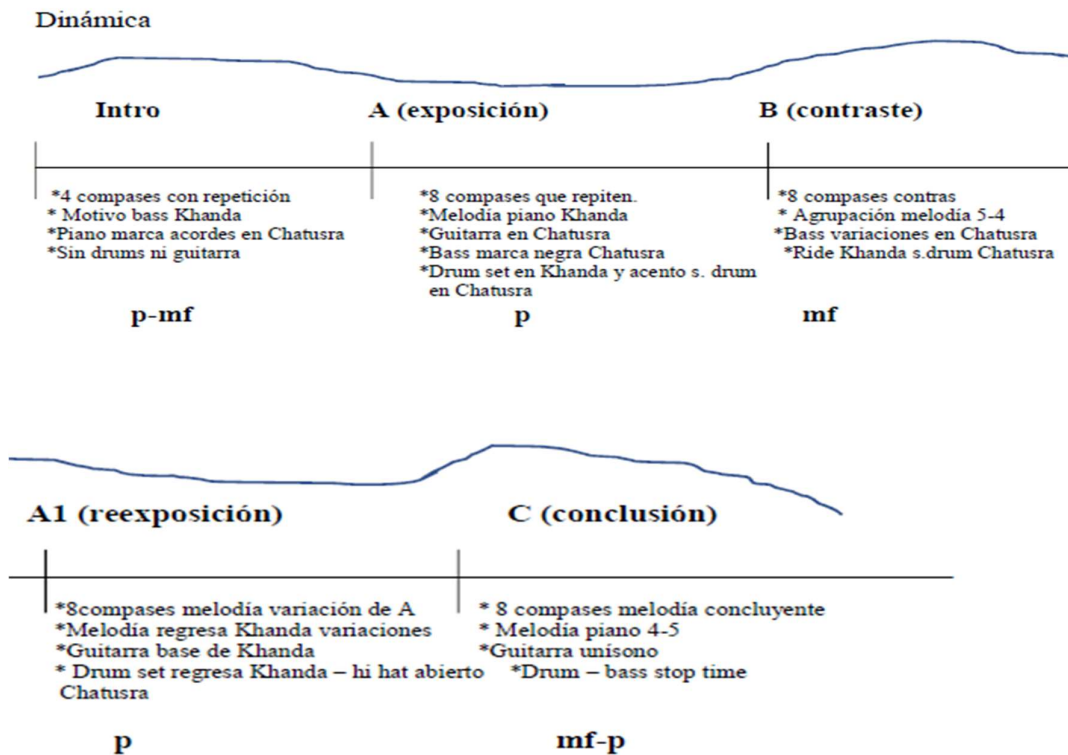 Dinámica
Intro
A (exposición)
B (contraste)
*4 compases con repetición
* Motivo bass Khanda
*Piano marca acordes en Chatusra
*Sin drums ni guitarra
p-mf
*8 compases que repiten.
*Melodía piano Khanda
*Guitarra en Chatusra
*Bass marca negra Chatusra
*Drum set en Khanda y acento s. drum
en Chatusra
p
*8 compases contras
* Agrupación melodía 5-4
*Bass variaciones en Chatusra
*Ride Khanda s.drum Chatusra
mf
A1 (reexposición)
C (conclusión)
*8compases melodía variación de A
*Melodía regresa Khanda variaciones
*Guitarra base de Khanda
* Drum set regresa Khanda – hi hat abierto
Chatusra
p
* 8 compases melodía concluyente
* Melodía piano 4-5
*Guitarra unísono
*Drum – bass stop time
mf-p